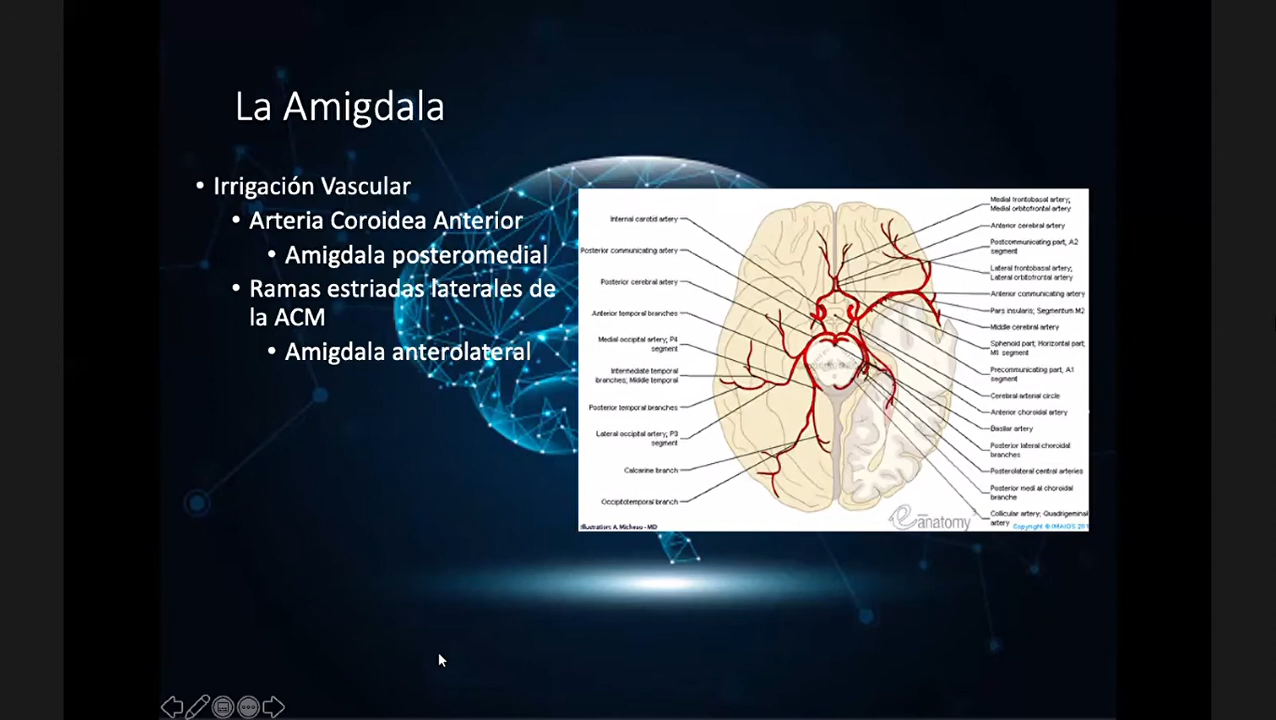 La Amigdala
• Irrigación Vascular
• Arteria Coroidea Anterior
• Amigdala posteromedial
• Ramas estriadas laterales de
la ACM
• Amigdala anterolateral
Internal carotid artery
Posterior communicating artery
Posterior cerebral artery
Anterior temporal branches
Medial occipital artery; P4
segment
Intermediate temporal
branches; Middle temporal
Posterior temporal branches
Lateral occipital artery; P3
segment
Calcarine branch
Occipitotemporal branch
Medial frontobasal artery;
Medial orbitofrontal artery
Anterior cerebral artery
Postcommunicating part; A2
segment
Lateral frontobasal artery;
Lateral orbitofrontal artery
Anterior communicating artery
Pars insularis; Segmentum M2
Middle cerebral artery
Sphenoid part; Horizontal part;
M1 segment
Precommunicating part; A1
segment
Cerebral arterial circle
Anterior choroidal artery
Basilar artery
Posterior lateral choroidal
branches
Posterolateral central arteries
Posterior medial choroidal
branche
Collicular artery; Quadrigeminal
artery
e anatomy
Illustration: A. Micheau - MD
Copyright © IMAIOS 201